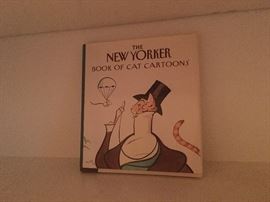 THE
NEW YORKER
BOOK OF CAT CARTOONS